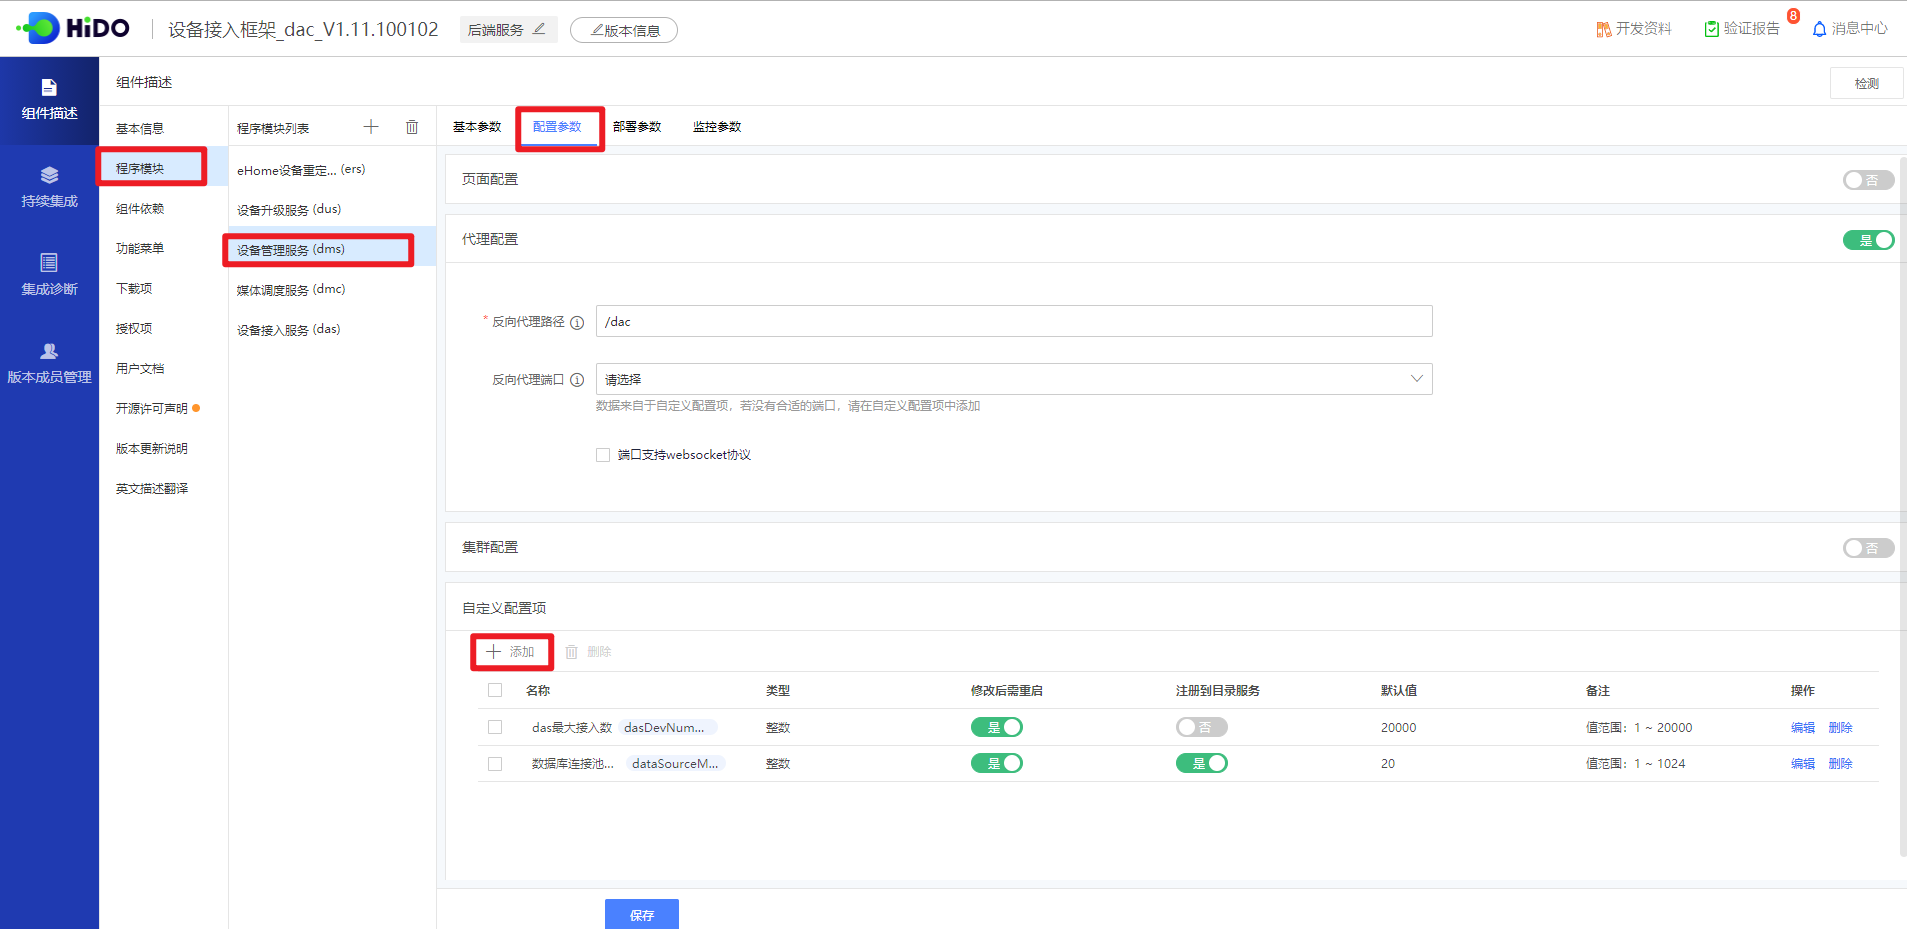 HiDO
设备接入框架_dac_V1.11.100102
后端服务
版本信息
开发资料
验证报告
8
消息中心
组件描述
持续集成
集成诊断
版本成员管理
组件描述
检测
基本信息
程序模块
组件依赖
功能菜单
下载项
授权项
用户文档
开源许可声明
版本更新说明
英文描述翻译
程序模块列表
eHome设备重定... (ers)
设备升级服务 (dus)
设备管理服务 (dms)
媒体调度服务 (dmc)
设备接入服务 (das)
基本参数 配置参数 部署参数 监控参数
页面配置 否
代理配置 是
* 反向代理路径 /dac
反向代理端口 请选择
数据来自于自定义配置项，若没有合适的端口，请在自定义配置项中添加
端口支持websocket协议
集群配置 否
自定义配置项
添加 删除
名称 类型 修改后需重启 注册到目录服务 默认值 备注 操作
das最大接入数 dasDevNum... 整数 是 否 20000 值范围：1 ~ 20000 编辑 删除
数据库连接池... dataSourceM... 整数 是 是 20 值范围：1 ~ 1024 编辑 删除
保存